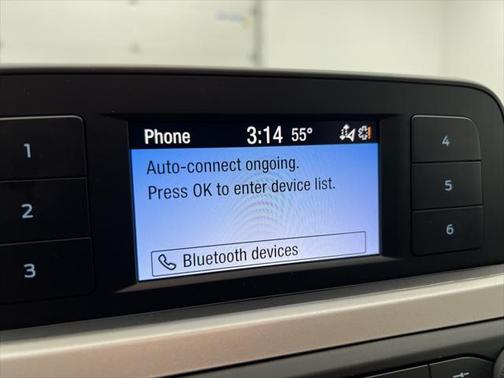 Phone 3:14 55°
Auto-connect ongoing.
Press OK to enter device list.
Bluetooth devices
1
2
3
4
5
6